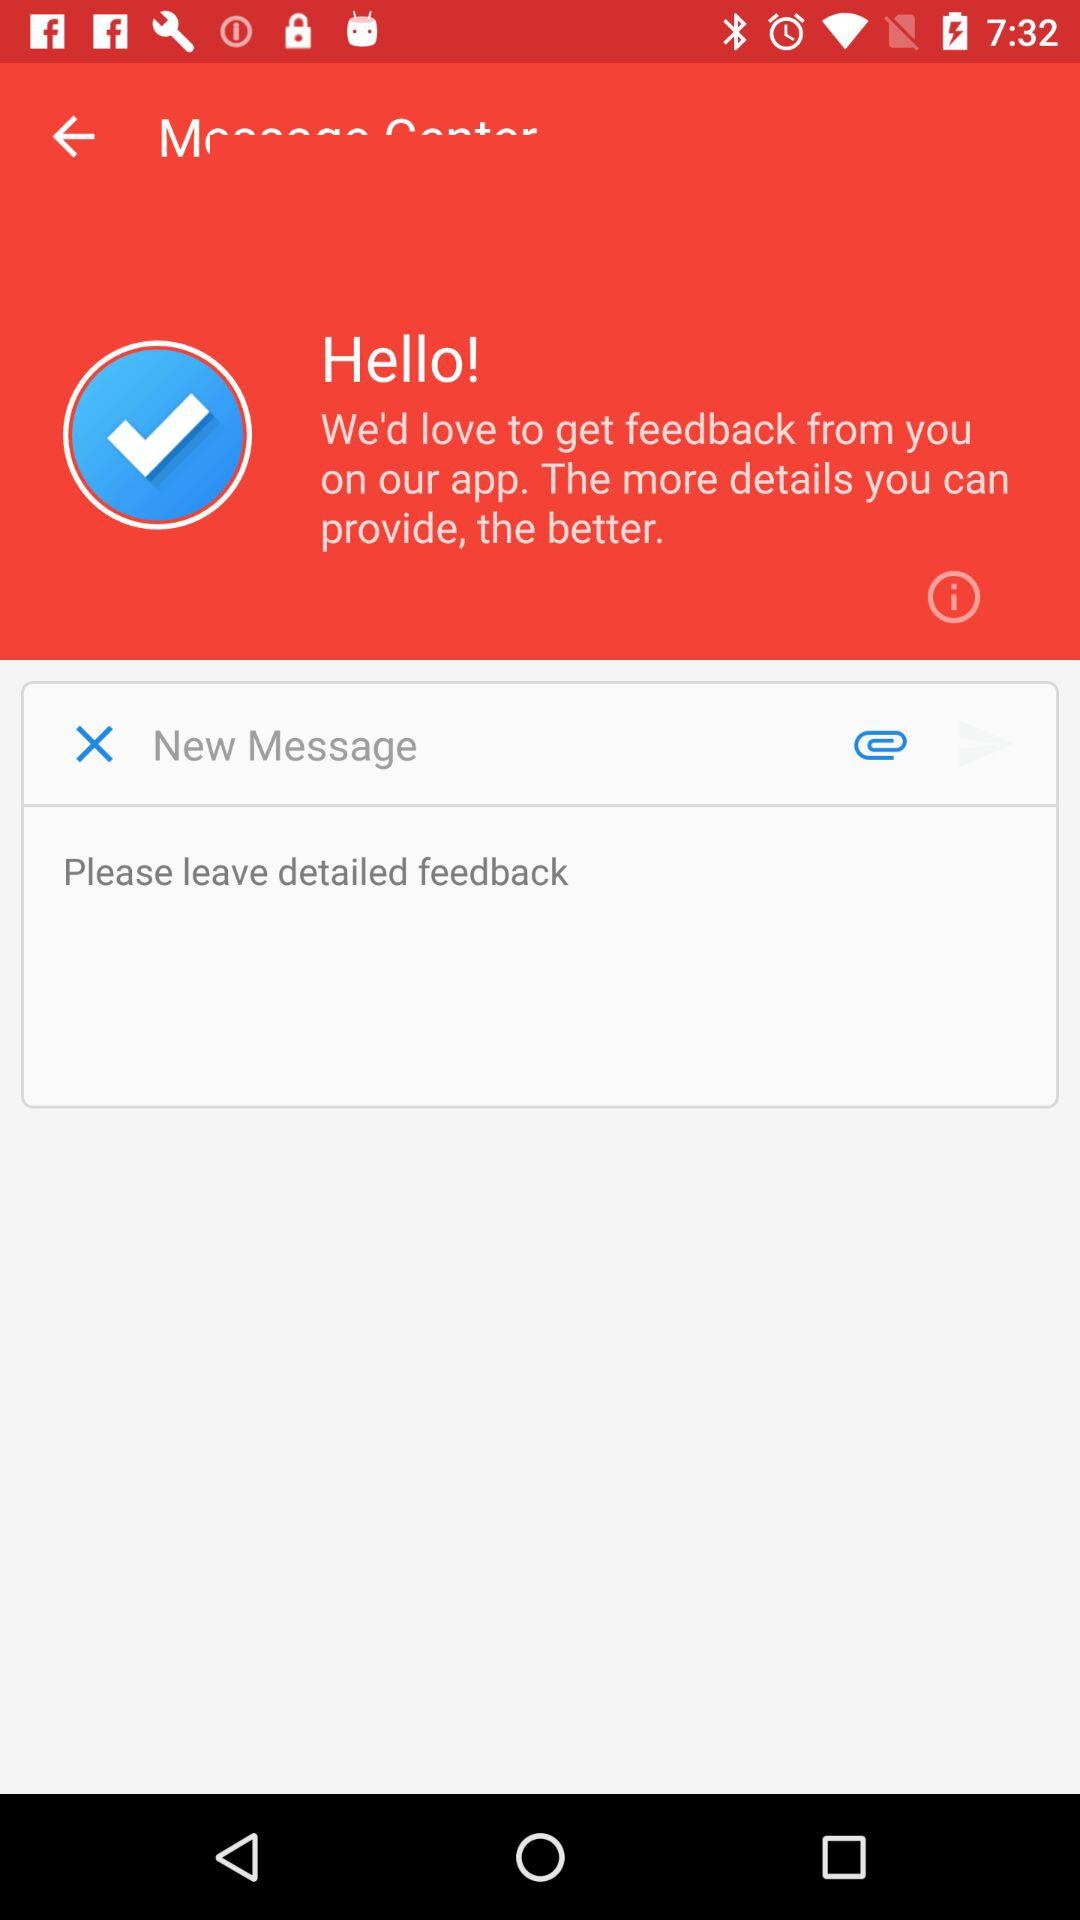 7:32
Message Center
Hello!
We'd love to get feedback from you
on our app. The more details you can
provide, the better.
New Message
Please leave detailed feedback